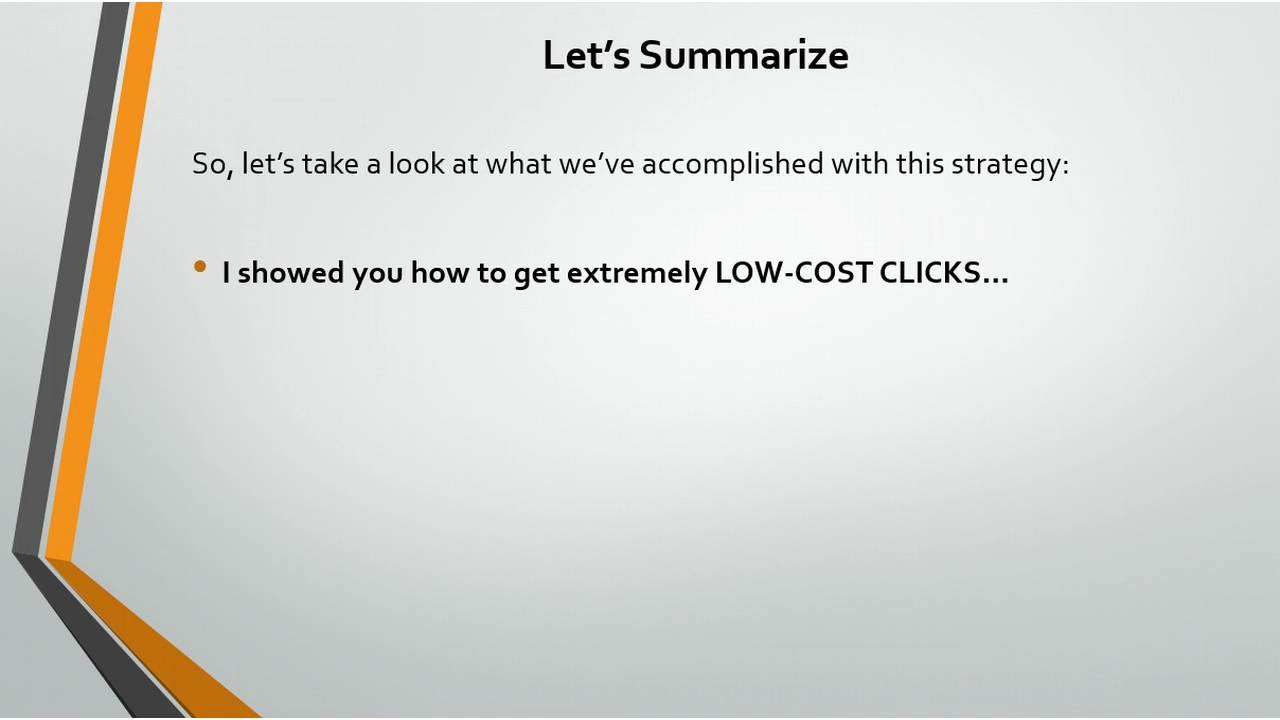 Let’s Summarize
So, let’s take a look at what we’ve accomplished with this strategy:
• I showed you how to get extremely LOW-COST CLICKS...